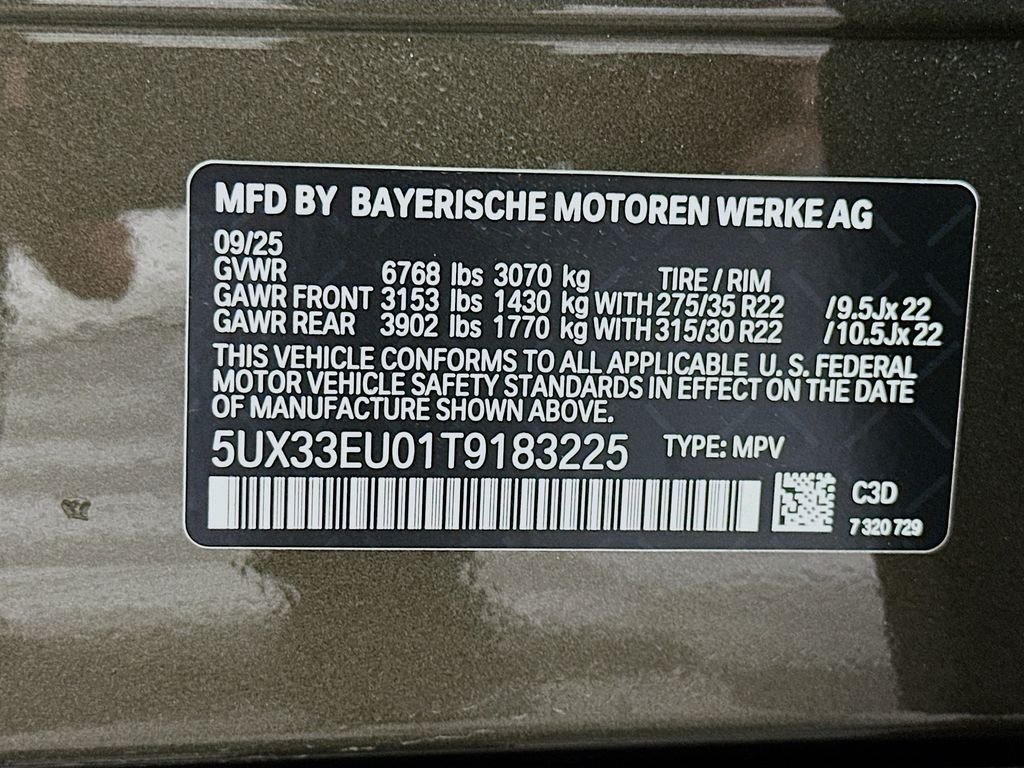 MFD BY BAYERISCHE MOTOREN WERKE AG
09/25
GVWR 6768 lbs 3070 kg TIRE / RIM
GAWR FRONT 3153 lbs 1430 kg WITH 275/35 R22 /9.5Jx 22
GAWR REAR 3902 lbs 1770 kg WITH 315/30 R22 /10.5Jx 22
THIS VEHICLE CONFORMS TO ALL APPLICABLE U. S. FEDERAL
MOTOR VEHICLE SAFETY STANDARDS IN EFFECT ON THE DATE
OF MANUFACTURE SHOWN ABOVE.
5UX33EU01T9183225 TYPE: MPV
C3D
7 320 729